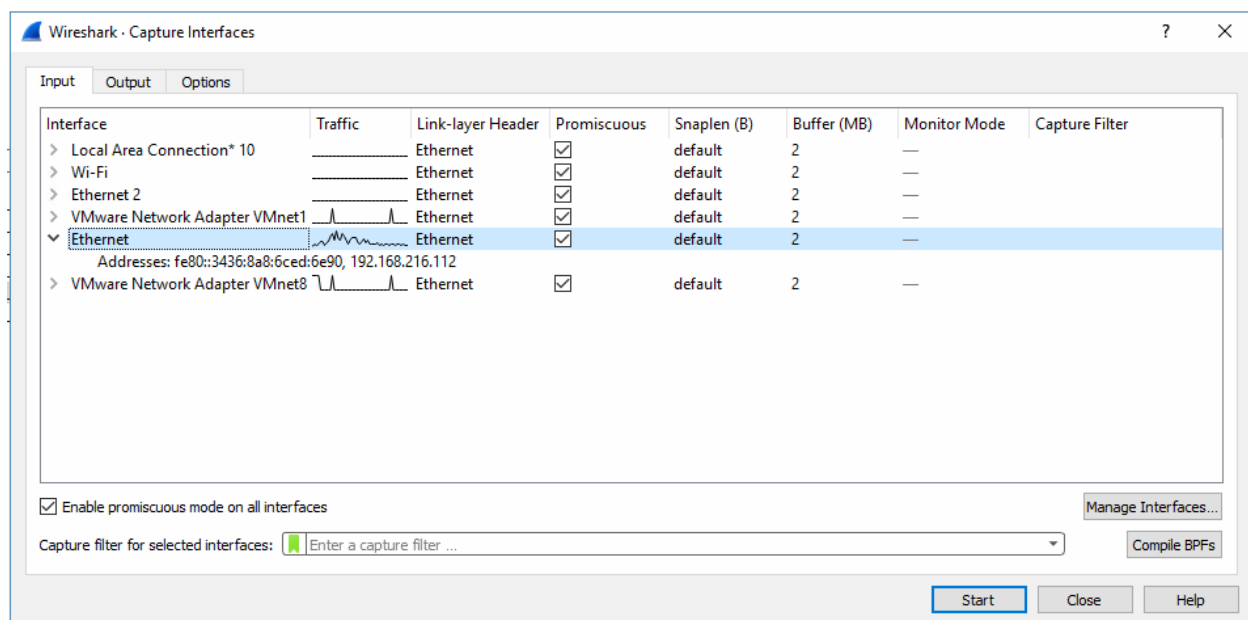 Wireshark · Capture Interfaces ?
Input Output Options
Interface Traffic Link-layer Header Promiscuous Snaplen (B) Buffer (MB) Monitor Mode Capture Filter
Local Area Connection* 10 Ethernet default 2 —
Wi-Fi Ethernet default 2 —
Ethernet 2 Ethernet default 2 —
VMware Network Adapter VMnet1 Ethernet default 2 —
Ethernet Ethernet default 2 —
Addresses: fe80::3436:8a8:6ced:6e90, 192.168.216.112
VMware Network Adapter VMnet8 Ethernet default 2 —
Enable promiscuous mode on all interfaces Manage Interfaces...
Capture filter for selected interfaces: Enter a capture filter ... Compile BPFs
Start Close Help